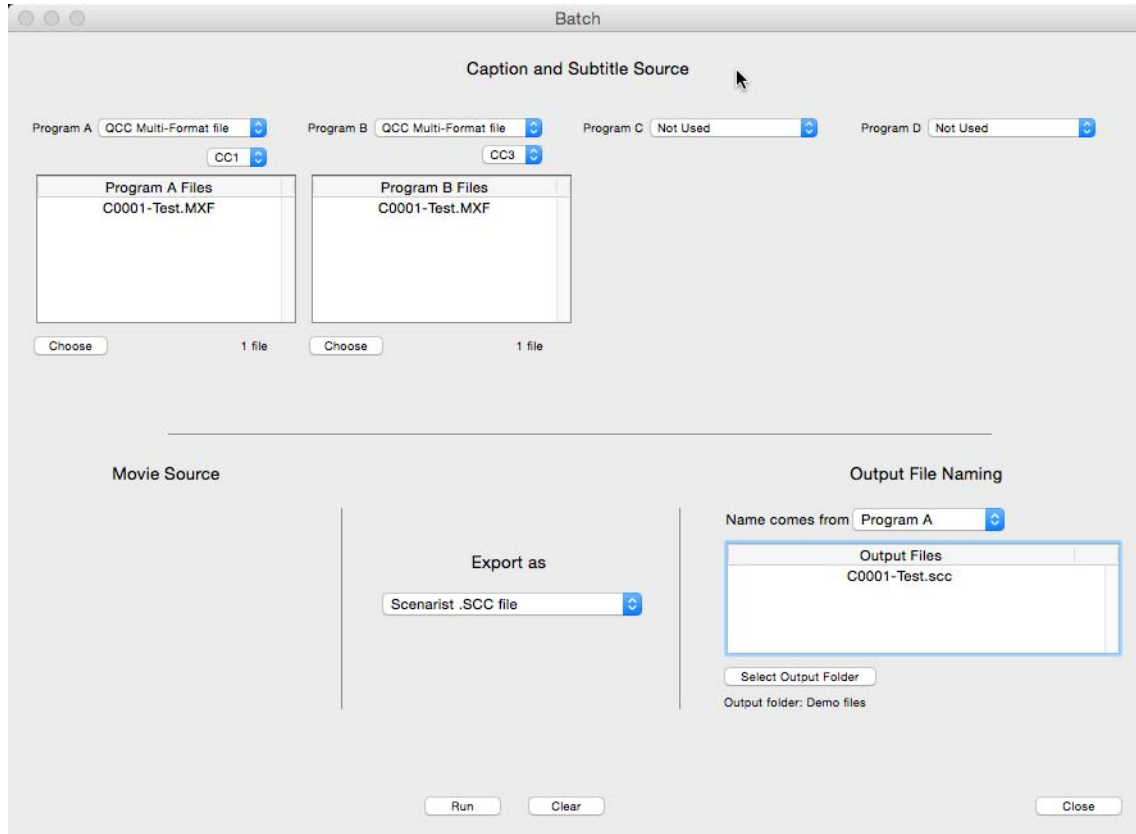 Batch
Caption and Subtitle Source
Program A QCC Multi-Format file
Program B QCC Multi-Format file
Program C Not Used
Program D Not Used
CC1
CC3
Program A Files
C0001-Test.MXF
Program B Files
C0001-Test.MXF
Choose 1 file
Choose 1 file
Movie Source
Export as
Scenarist .SCC file
Output File Naming
Name comes from Program A
Output Files
C0001-Test.scc
Select Output Folder
Output folder: Demo files
Run
Clear
Close